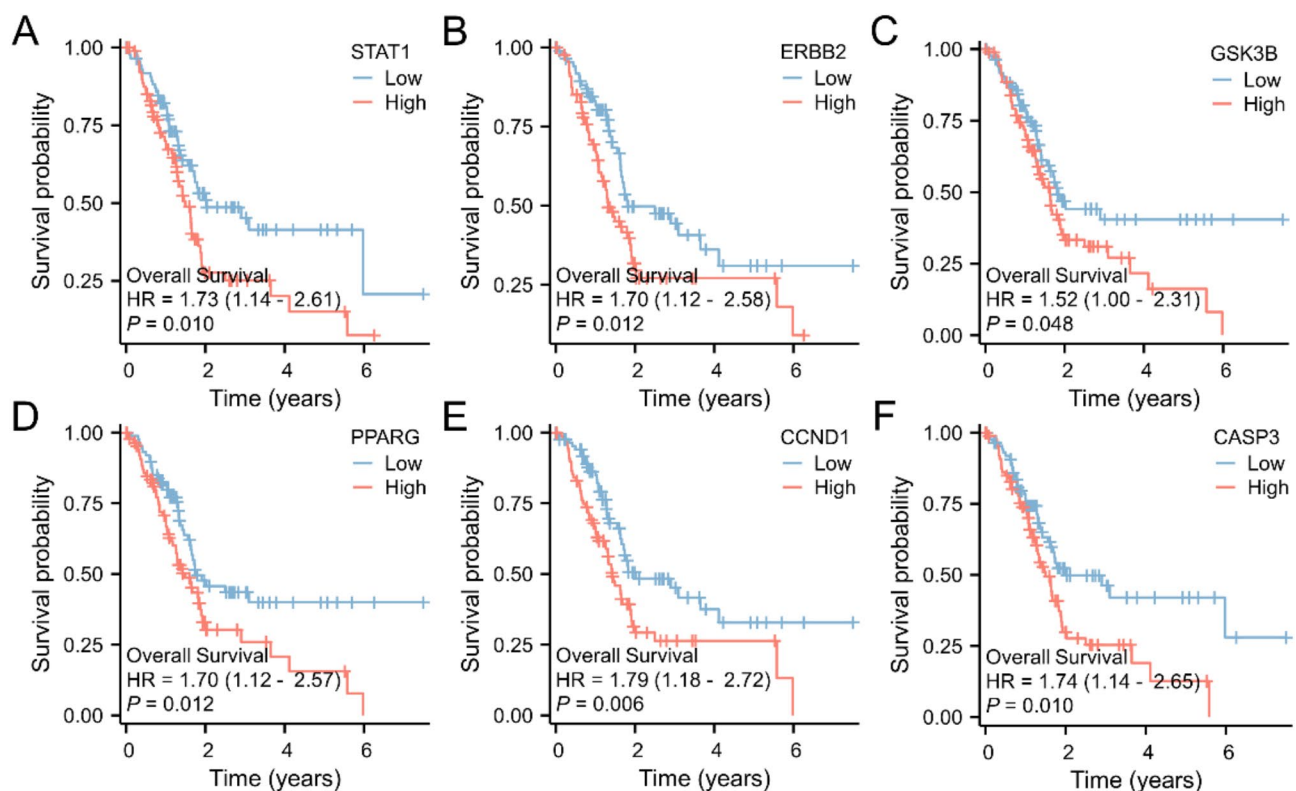 A
STAT1
Low
High
Survival probability
1.00
0.75
0.50
0.25
Overall Survival
HR = 1.73 (1.14 - 2.61)
P = 0.010
0 2 4 6
Time (years)
B
ERBB2
Low
High
Survival probability
1.00
0.75
0.50
0.25
Overall Survival
HR = 1.70 (1.12 - 2.58)
P = 0.012
0 2 4 6
Time (years)
C
GSK3B
Low
High
Survival probability
1.00
0.75
0.50
0.25
0.00
Overall Survival
HR = 1.52 (1.00 - 2.31)
P = 0.048
0 2 4 6
Time (years)
D
PPARG
Low
High
Survival probability
1.00
0.75
0.50
0.25
0.00
Overall Survival
HR = 1.70 (1.12 - 2.57)
P = 0.012
0 2 4 6
Time (years)
E
CCND1
Low
High
Survival probability
1.00
0.75
0.50
0.25
0.00
Overall Survival
HR = 1.79 (1.18 - 2.72)
P = 0.006
0 2 4 6
Time (years)
F
CASP3
Low
High
Survival probability
1.00
0.75
0.50
0.25
0.00
Overall Survival
HR = 1.74 (1.14 - 2.65)
P = 0.010
0 2 4 6
Time (years)